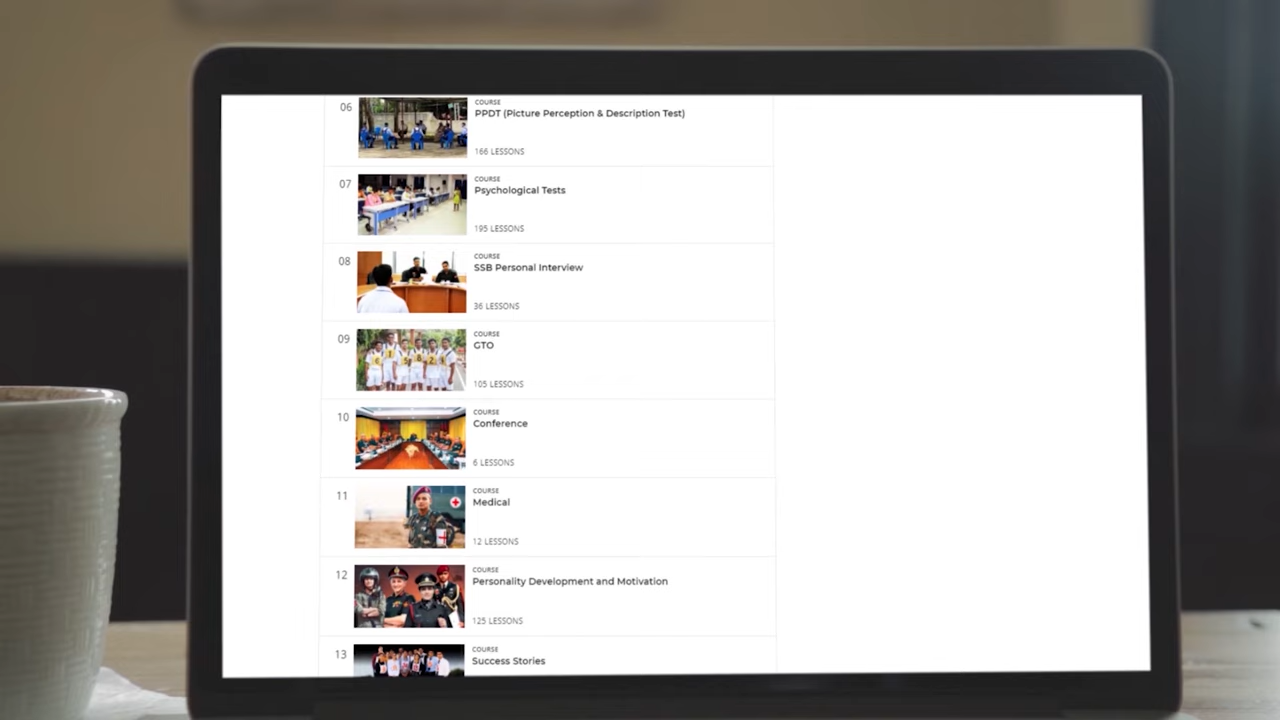 06
COURSE
PPDT (Picture Perception & Description Test)
166 LESSONS
07
COURSE
Psychological Tests
195 LESSONS
08
COURSE
SSB Personal Interview
36 LESSONS
09
COURSE
GTO
105 LESSONS
10
COURSE
Conference
6 LESSONS
11
COURSE
Medical
12 LESSONS
12
COURSE
Personality Development and Motivation
125 LESSONS
13
COURSE
Success Stories